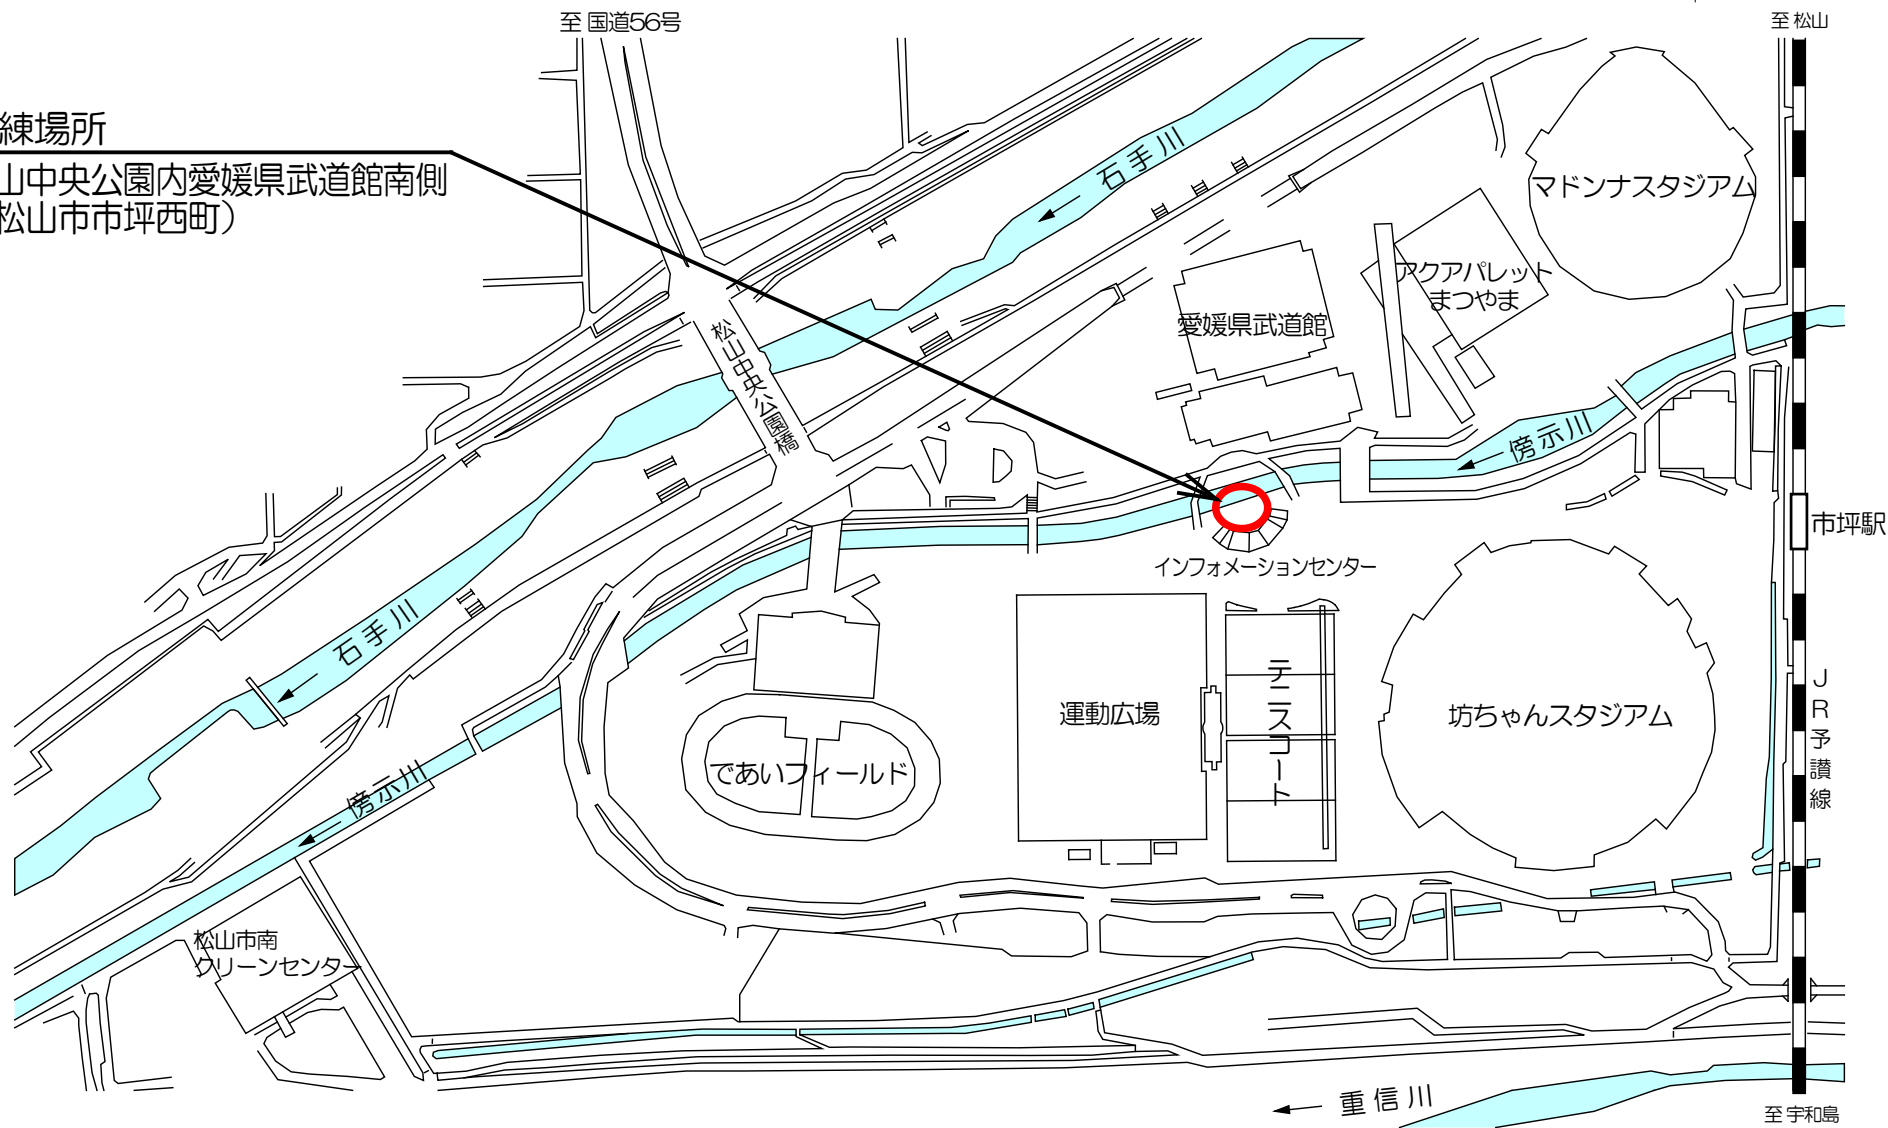 至 国道56号
至 松山
練場所
山中央公園内愛媛県武道館南側
松山市市坪西町）
石手川
マドンナスタジアム
アクアパレット
まつやま
愛媛県武道館
松山中央公園橋
傍示川
市坪駅
インフォメーションセンター
石手川
運動広場
テニスコート
坊ちゃんスタジアム
ＪＲ予讃線
であいフィールド
傍示川
松山市南
クリーンセンター
重信川
至 宇和島